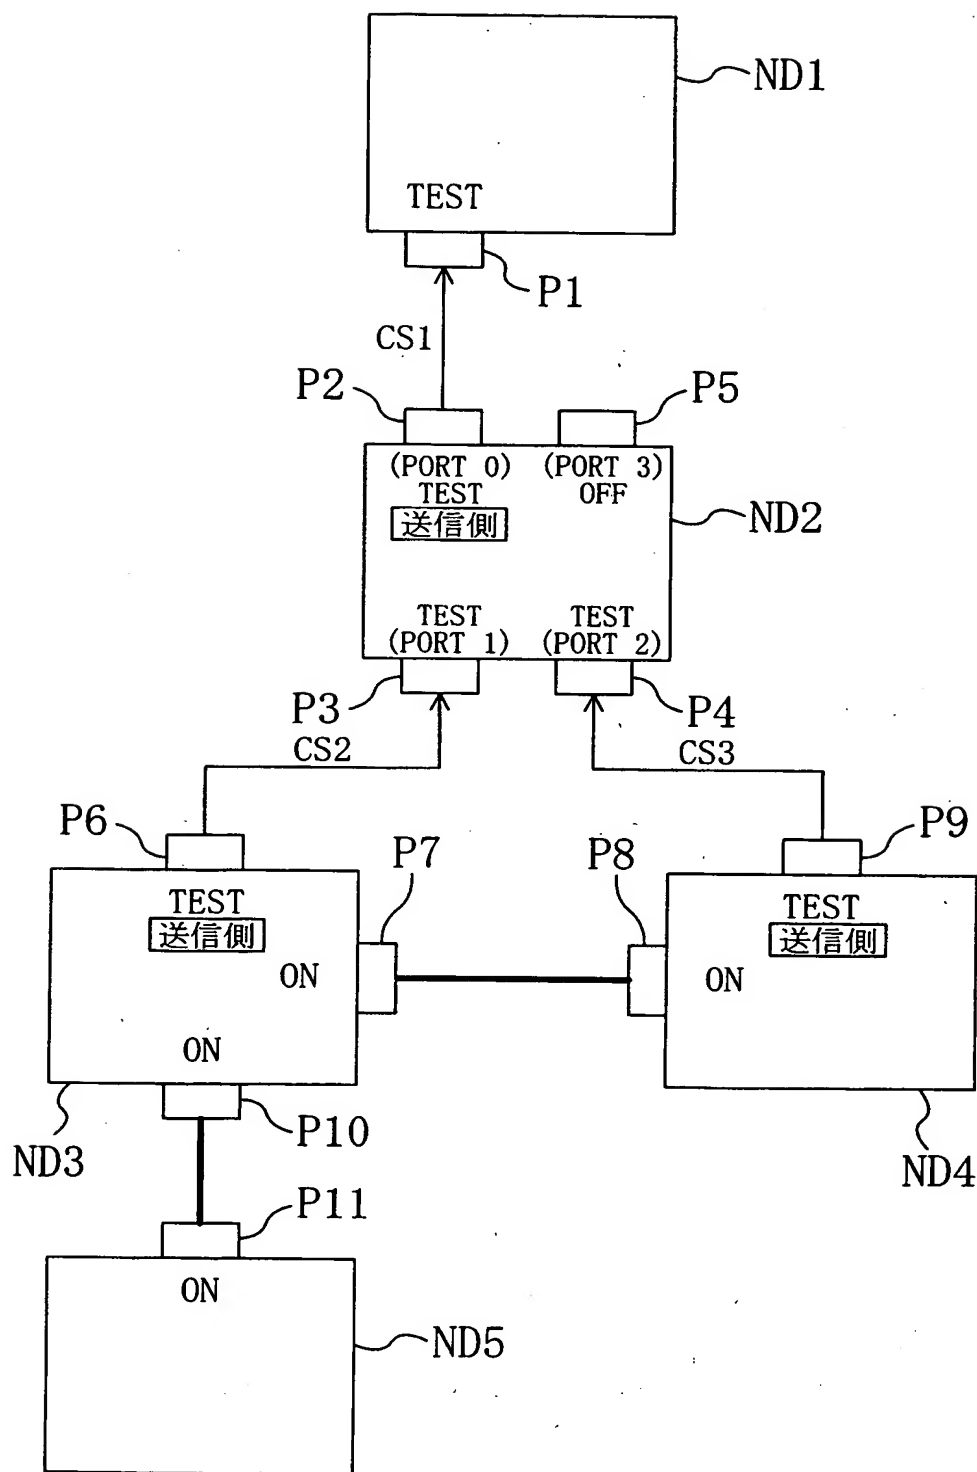 ND1
TEST
P1
CS1
P2
P5
(PORT 0)
(PORT 3)
TEST
OFF
送信側
ND2
TEST
TEST
(PORT 1)
(PORT 2)
P3
P4
CS2
CS3
P6
P7
P8
P9
TEST
送信側
TEST
送信側
ON
ON
ON
P10
ND3
ND4
P11
ON
ND5